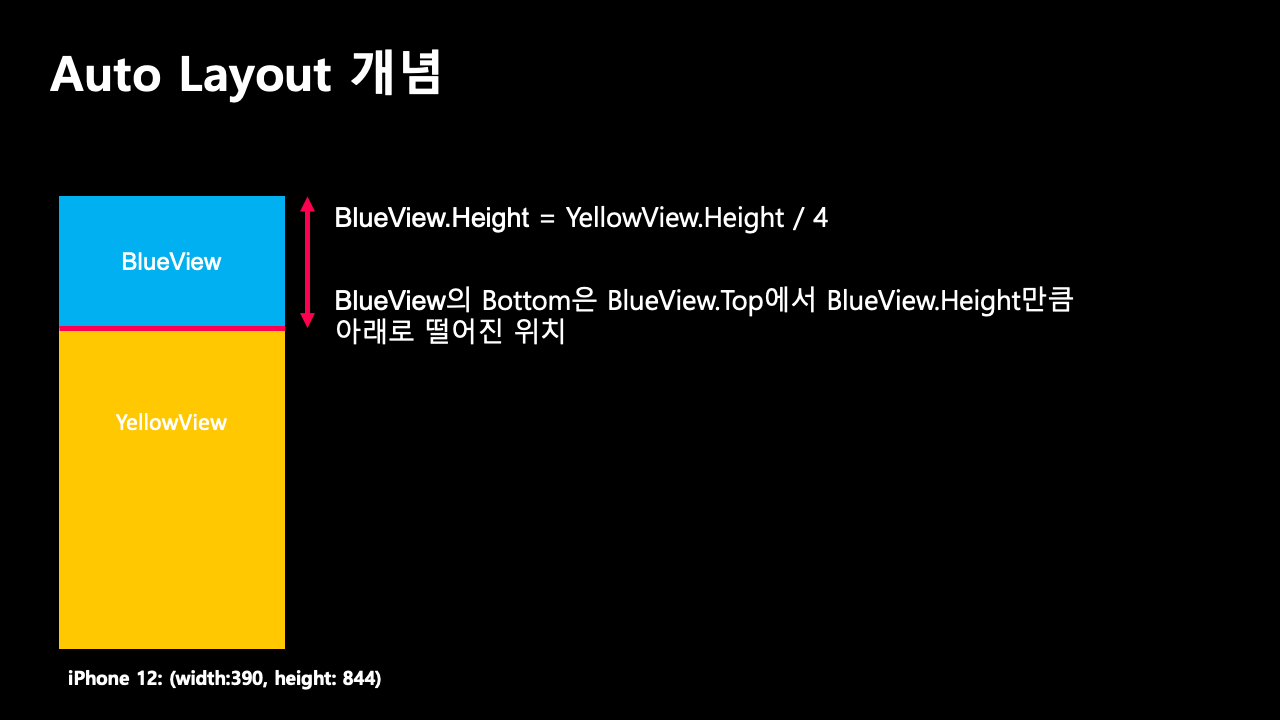 Auto Layout 개념
BlueView.Height = YellowView.Height / 4
BlueView
BlueView의 Bottom은 BlueView.Top에서 BlueView.Height만큼
아래로 떨어진 위치
YellowView
iPhone 12: (width:390, height: 844)